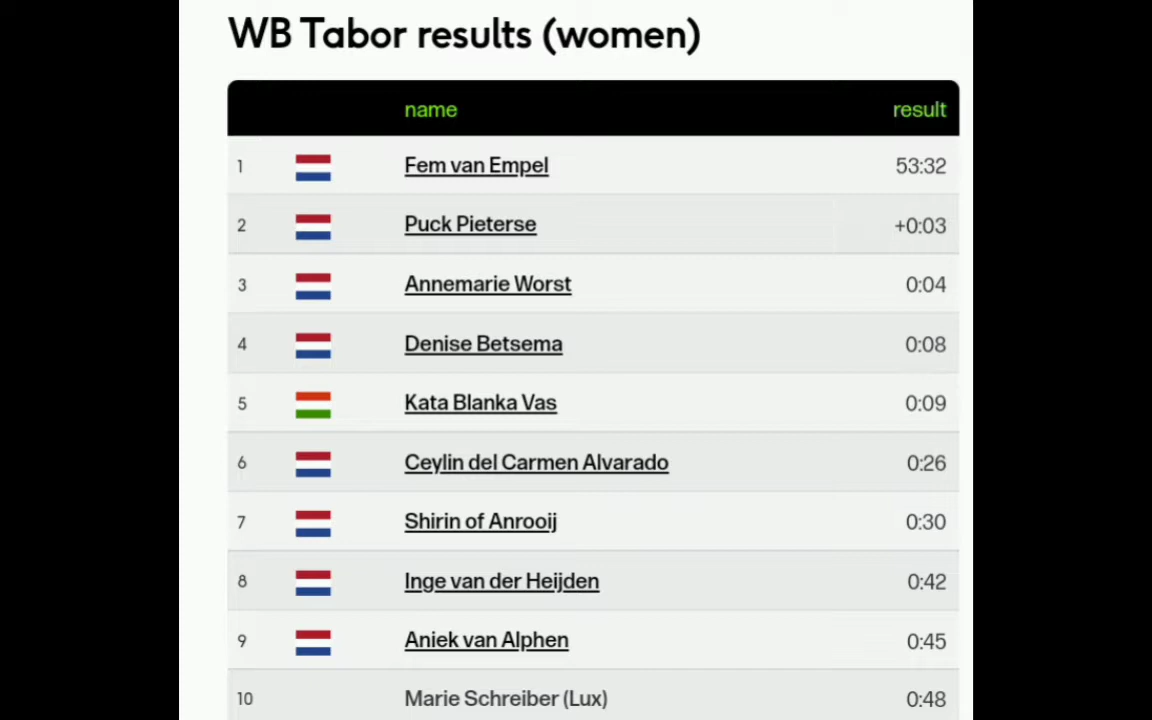 WB Tabor results (women)
name result
1 Fem van Empel 53:32
2 Puck Pieterse +0:03
3 Annemarie Worst 0:04
4 Denise Betsema 0:08
5 Kata Blanka Vas 0:09
6 Ceylin del Carmen Alvarado 0:26
7 Shirin of Anrooij 0:30
8 Inge van der Heijden 0:42
9 Aniek van Alphen 0:45
10 Marie Schreiber (Lux) 0:48